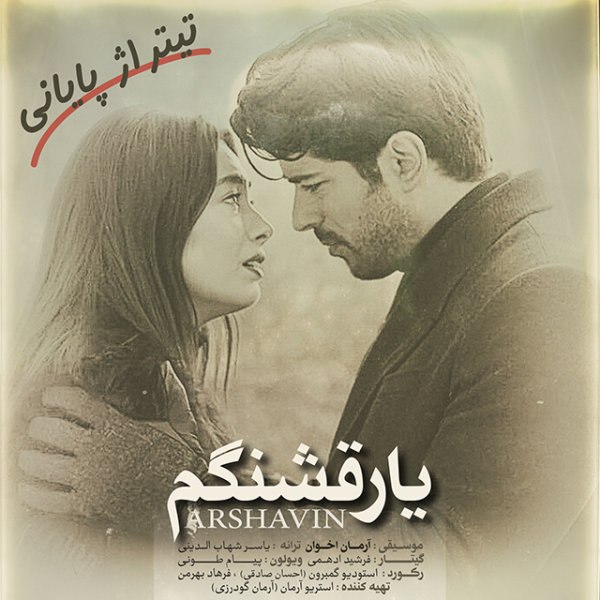 تیتراژ پایانی
یار قشنگم
ARSHAVIN
موسیقی : آرمان اخوان ترانه : یاسر شهاب الدینی
گیتار : فرشید ادهمی ویولون : پیام طونی
رکورد : استودیو گمبرون (احسان صادقی) ، فرهاد بهرمن
تهیه کننده : استریو آرمان (آرمان گودرزی)